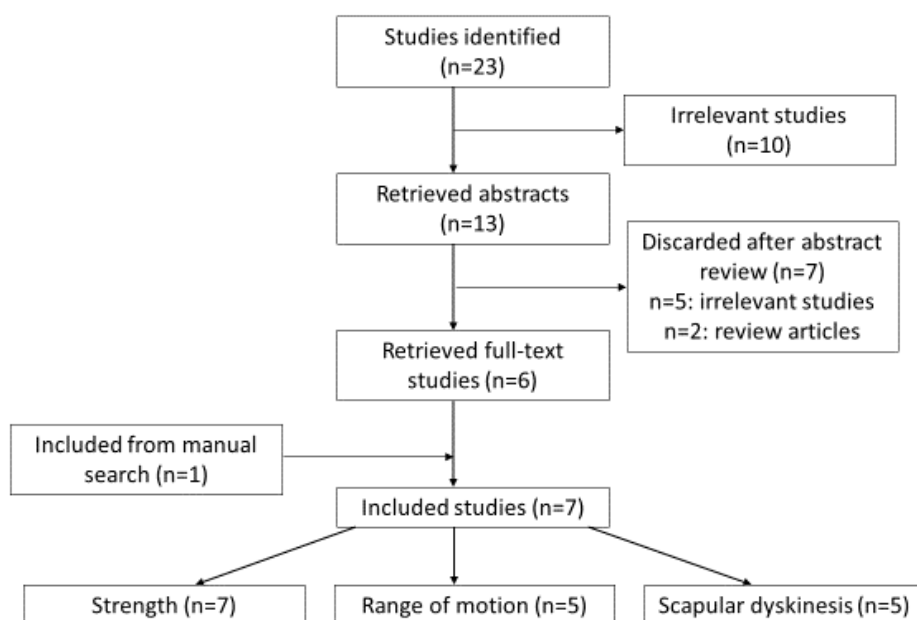 Studies identified
(n=23)
Irrelevant studies
(n=10)
Retrieved abstracts
(n=13)
Discarded after abstract
review (n=7)
n=5: irrelevant studies
n=2: review articles
Retrieved full-text
studies (n=6)
Included from manual
search (n=1)
Included studies (n=7)
Strength (n=7)
Range of motion (n=5)
Scapular dyskinesis (n=5)